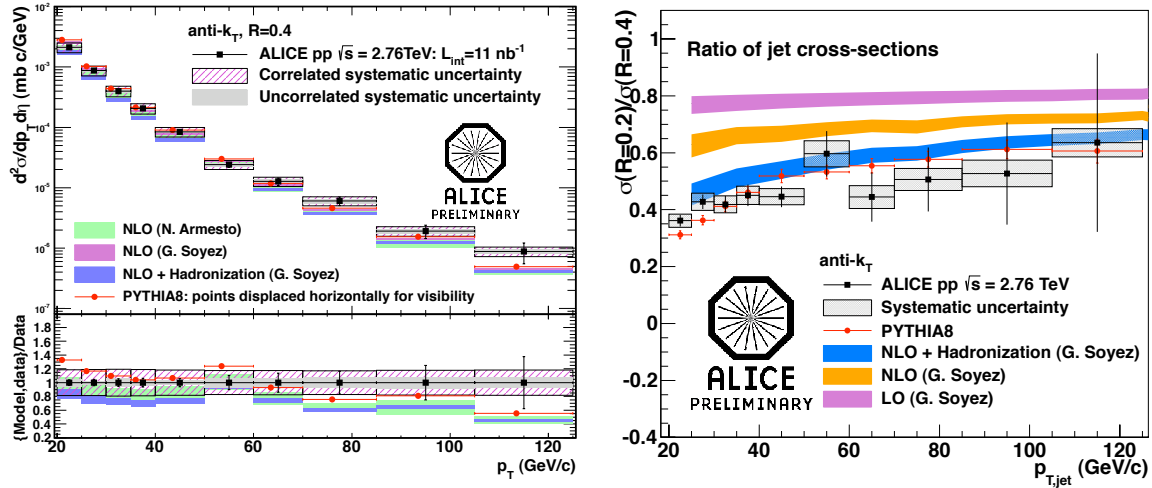 anti-k_T, R=0.4
ALICE pp √s = 2.76TeV: L_int=11 nb⁻¹
Correlated systematic uncertainty
Uncorrelated systematic uncertainty
d²σ/dp_T dη (mb c/GeV)
10⁻²
10⁻³
10⁻⁴
10⁻⁵
10⁻⁶
10⁻⁷
ALICE
PRELIMINARY
NLO (N. Armesto)
NLO (G. Soyez)
NLO + Hadronization (G. Soyez)
PYTHIA8: points displaced horizontally for visibility
{Model,data}/Data
1.8
1.6
1.4
1.2
1
0.8
0.6
0.4
0.2
20 40 60 80 100 120
p_T (GeV/c)
Ratio of jet cross-sections
σ(R=0.2)/σ(R=0.4)
1
0.8
0.6
0.4
0.2
0
-0.2
-0.4
anti-k_T
ALICE pp √s = 2.76 TeV
Systematic uncertainty
PYTHIA8
NLO + Hadronization (G. Soyez)
NLO (G. Soyez)
LO (G. Soyez)
ALICE
PRELIMINARY
20 40 60 80 100 120
p_T,jet (GeV/c)